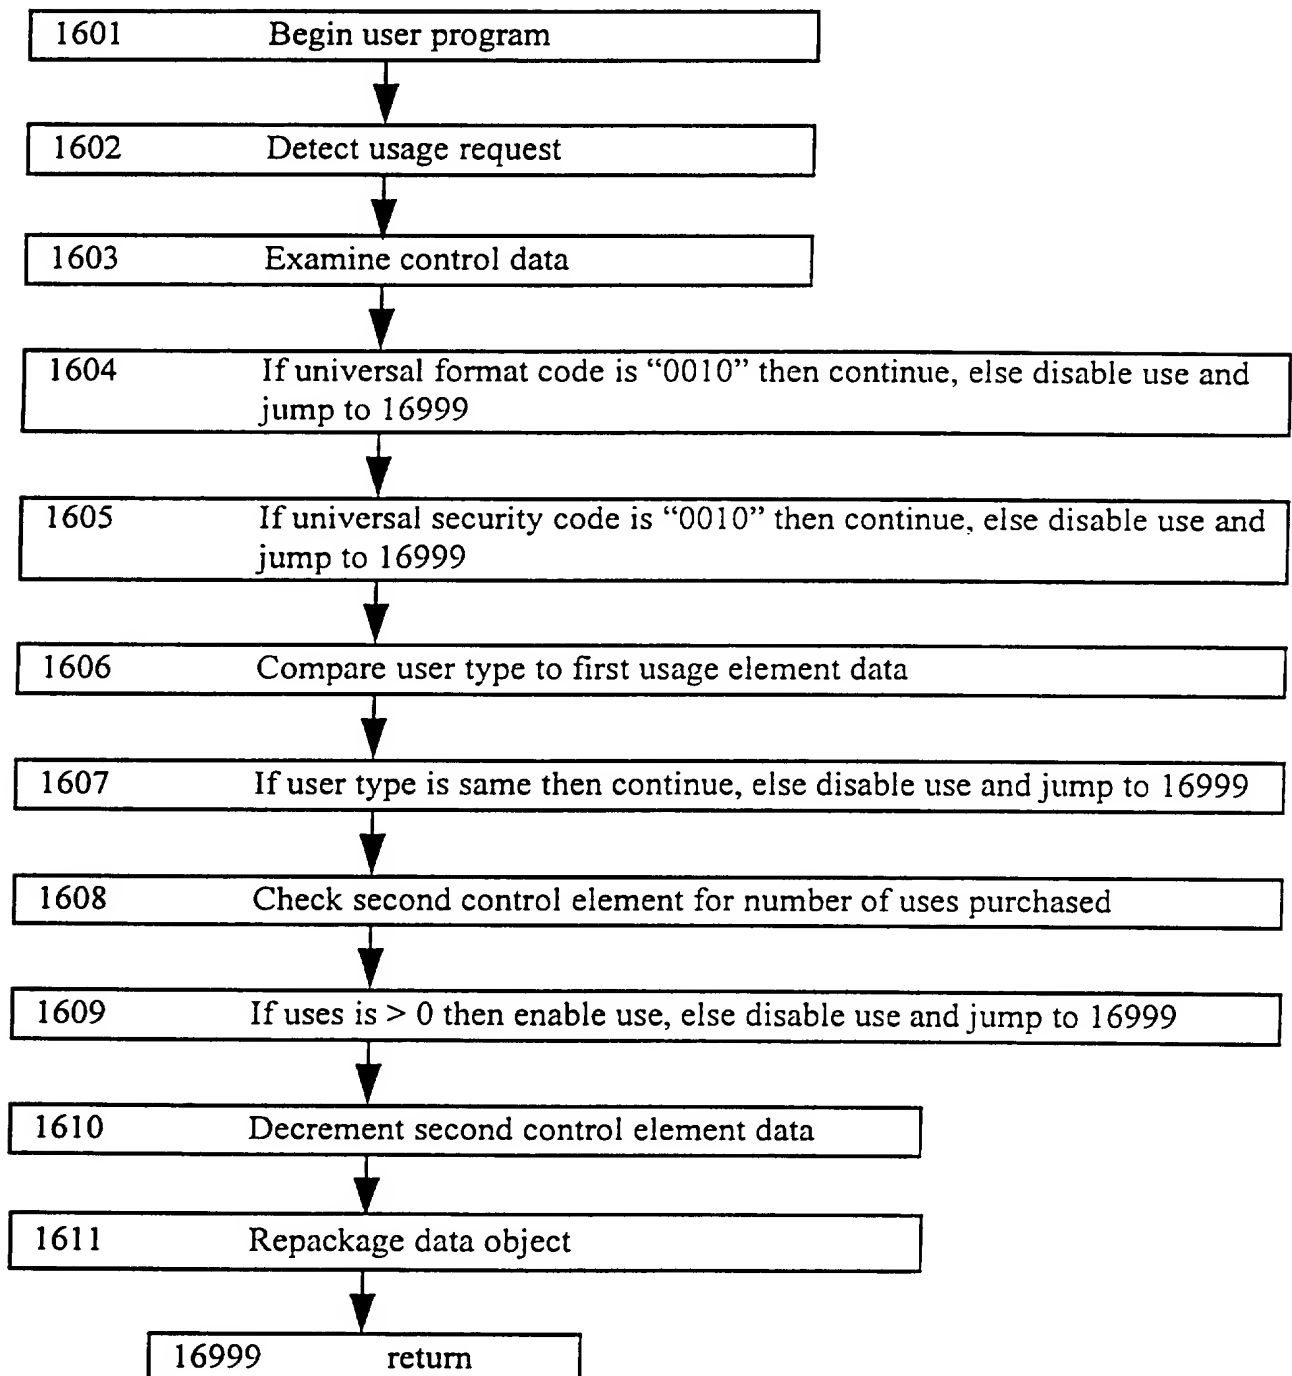 1601 Begin user program
1602 Detect usage request
1603 Examine control data
1604 If universal format code is “0010” then continue, else disable use and
jump to 16999
1605 If universal security code is “0010” then continue, else disable use and
jump to 16999
1606 Compare user type to first usage element data
1607 If user type is same then continue, else disable use and jump to 16999
1608 Check second control element for number of uses purchased
1609 If uses is > 0 then enable use, else disable use and jump to 16999
1610 Decrement second control element data
1611 Repackage data object
16999 return